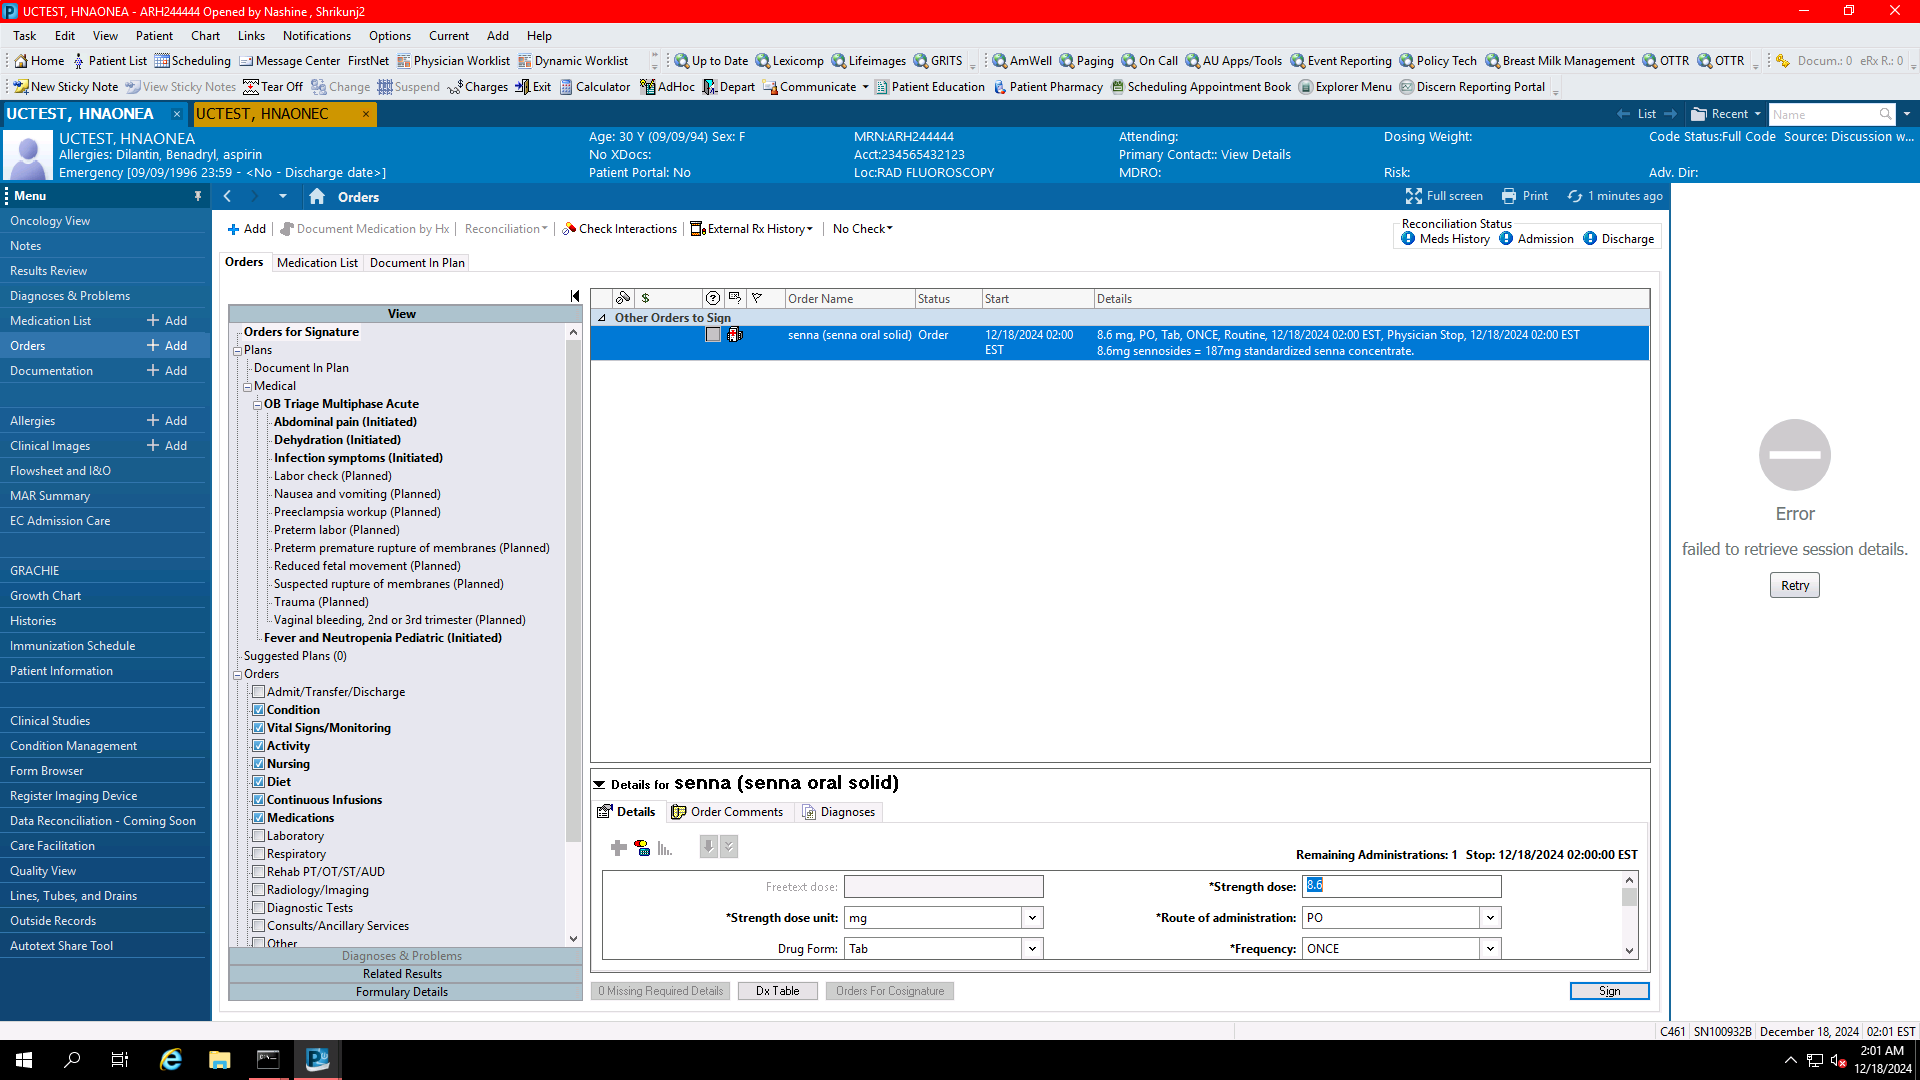 UCTEST, HNAONEA - ARH244444 Opened by Nashine , Shrikunj2
Task Edit View Patient Chart Links Notifications Options Current Add Help
Home Patient List Scheduling Message Center FirstNet Physician Worklist Dynamic Worklist Up to Date Lexicomp Lifeimages GRITS AmWell Paging On Call AU Apps/Tools Event Reporting Policy Tech Breast Milk Management OTTR OTTR Docum.: 0 eRx R.: 0
New Sticky Note View Sticky Notes Tear Off Change Suspend Charges Exit Calculator AdHoc Depart Communicate Patient Education Patient Pharmacy Scheduling Appointment Book Explorer Menu Discern Reporting Portal
UCTEST, HNAONEA × UCTEST, HNAONEC × List Recent Name
UCTEST, HNAONEA Age: 30 Y (09/09/94) Sex: F MRN:ARH244444 Attending: Dosing Weight: Code Status:Full Code Source: Discussion w...
Allergies: Dilantin, Benadryl, aspirin No XDocs: Acct:234565432123 Primary Contact:: View Details
Emergency [09/09/1996 23:59 - <No - Discharge date>] Patient Portal: No Loc:RAD FLUOROSCOPY MDRO: Risk: Adv. Dir:
Menu
Oncology View
Notes
Results Review
Diagnoses & Problems
Medication List + Add
Orders + Add
Documentation + Add
Allergies + Add
Clinical Images + Add
Flowsheet and I&O
MAR Summary
EC Admission Care
GRACHIE
Growth Chart
Histories
Immunization Schedule
Patient Information
Clinical Studies
Condition Management
Form Browser
Register Imaging Device
Data Reconciliation - Coming Soon
Care Facilitation
Quality View
Lines, Tubes, and Drains
Outside Records
Autotext Share Tool
Orders Full screen Print 1 minutes ago
+ Add Document Medication by Hx Reconciliation Check Interactions External Rx History No Check
Reconciliation Status
Meds History Admission Discharge
Orders Medication List Document In Plan
View
Orders for Signature
Plans
Document In Plan
Medical
OB Triage Multiphase Acute
Abdominal pain (Initiated)
Dehydration (Initiated)
Infection symptoms (Initiated)
Labor check (Planned)
Nausea and vomiting (Planned)
Preeclampsia workup (Planned)
Preterm labor (Planned)
Preterm premature rupture of membranes (Planned)
Reduced fetal movement (Planned)
Suspected rupture of membranes (Planned)
Trauma (Planned)
Vaginal bleeding, 2nd or 3rd trimester (Planned)
Fever and Neutropenia Pediatric (Initiated)
Suggested Plans (0)
Orders
Admit/Transfer/Discharge
Condition
Vital Signs/Monitoring
Activity
Nursing
Diet
Continuous Infusions
Medications
Laboratory
Respiratory
Rehab PT/OT/ST/AUD
Radiology/Imaging
Diagnostic Tests
Consults/Ancillary Services
Other
Diagnoses & Problems
Related Results
Formulary Details
$ Order Name Status Start Details
Other Orders to Sign
senna (senna oral solid) Order 12/18/2024 02:00 8.6 mg, PO, Tab, ONCE, Routine, 12/18/2024 02:00 EST, Physician Stop, 12/18/2024 02:00 EST
EST 8.6mg sennosides = 187mg standardized senna concentrate.
Details for senna (senna oral solid)
Details Order Comments Diagnoses
Remaining Administrations: 1 Stop: 12/18/2024 02:00:00 EST
Freetext dose: *Strength dose: 8.6
*Strength dose unit: mg *Route of administration: PO
Drug Form: Tab *Frequency: ONCE
0 Missing Required Details Dx Table Orders For Cosignature Sign
Error
failed to retrieve session details.
Retry
C461 SN100932B December 18, 2024 02:01 EST
2:01 AM
12/18/2024